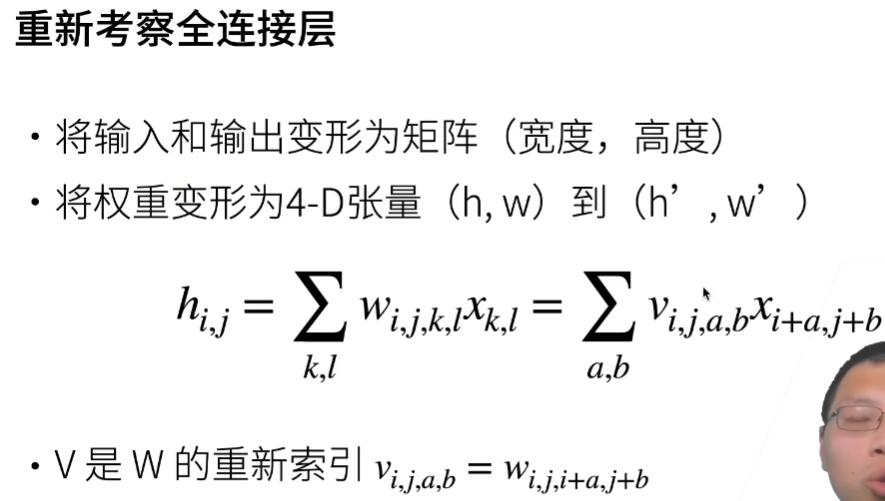 重新考察全连接层
• 将输入和输出变形为矩阵（宽度，高度）
• 将权重变形为4-D张量（h, w）到（h’, w’）
h_{i,j} = ∑_{k,l} w_{i,j,k,l} x_{k,l} = ∑_{a,b} v_{i,j,a,b} x_{i+a,j+b}
• V 是 W 的重新索引 v_{i,j,a,b} = w_{i,j,i+a,j+b}